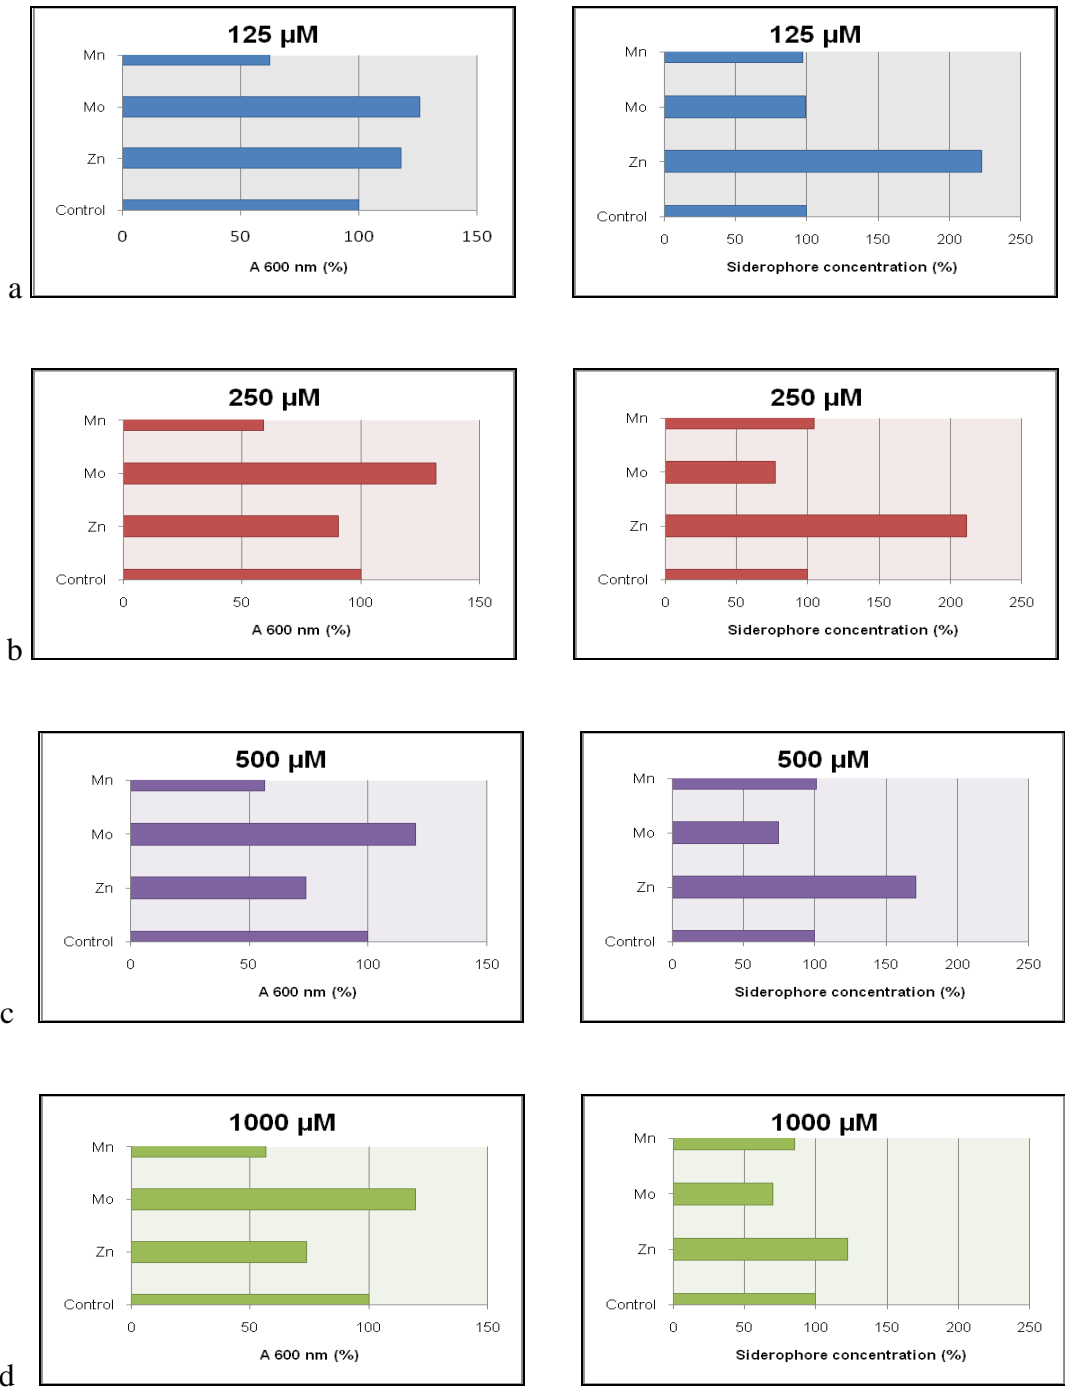 125 µM
Mn
Mo
Zn
Control
0 50 100 150
A 600 nm (%)
125 µM
Mn
Mo
Zn
Control
0 50 100 150 200 250
Siderophore concentration (%)
a
250 µM
Mn
Mo
Zn
Control
0 50 100 150
A 600 nm (%)
250 µM
Mn
Mo
Zn
Control
0 50 100 150 200 250
Siderophore concentration (%)
b
500 µM
Mn
Mo
Zn
Control
0 50 100 150
A 600 nm (%)
500 µM
Mn
Mo
Zn
Control
0 50 100 150 200 250
Siderophore concentration (%)
c
1000 µM
Mn
Mo
Zn
Control
0 50 100 150
A 600 nm (%)
1000 µM
Mn
Mo
Zn
Control
0 50 100 150 200 250
Siderophore concentration (%)
d